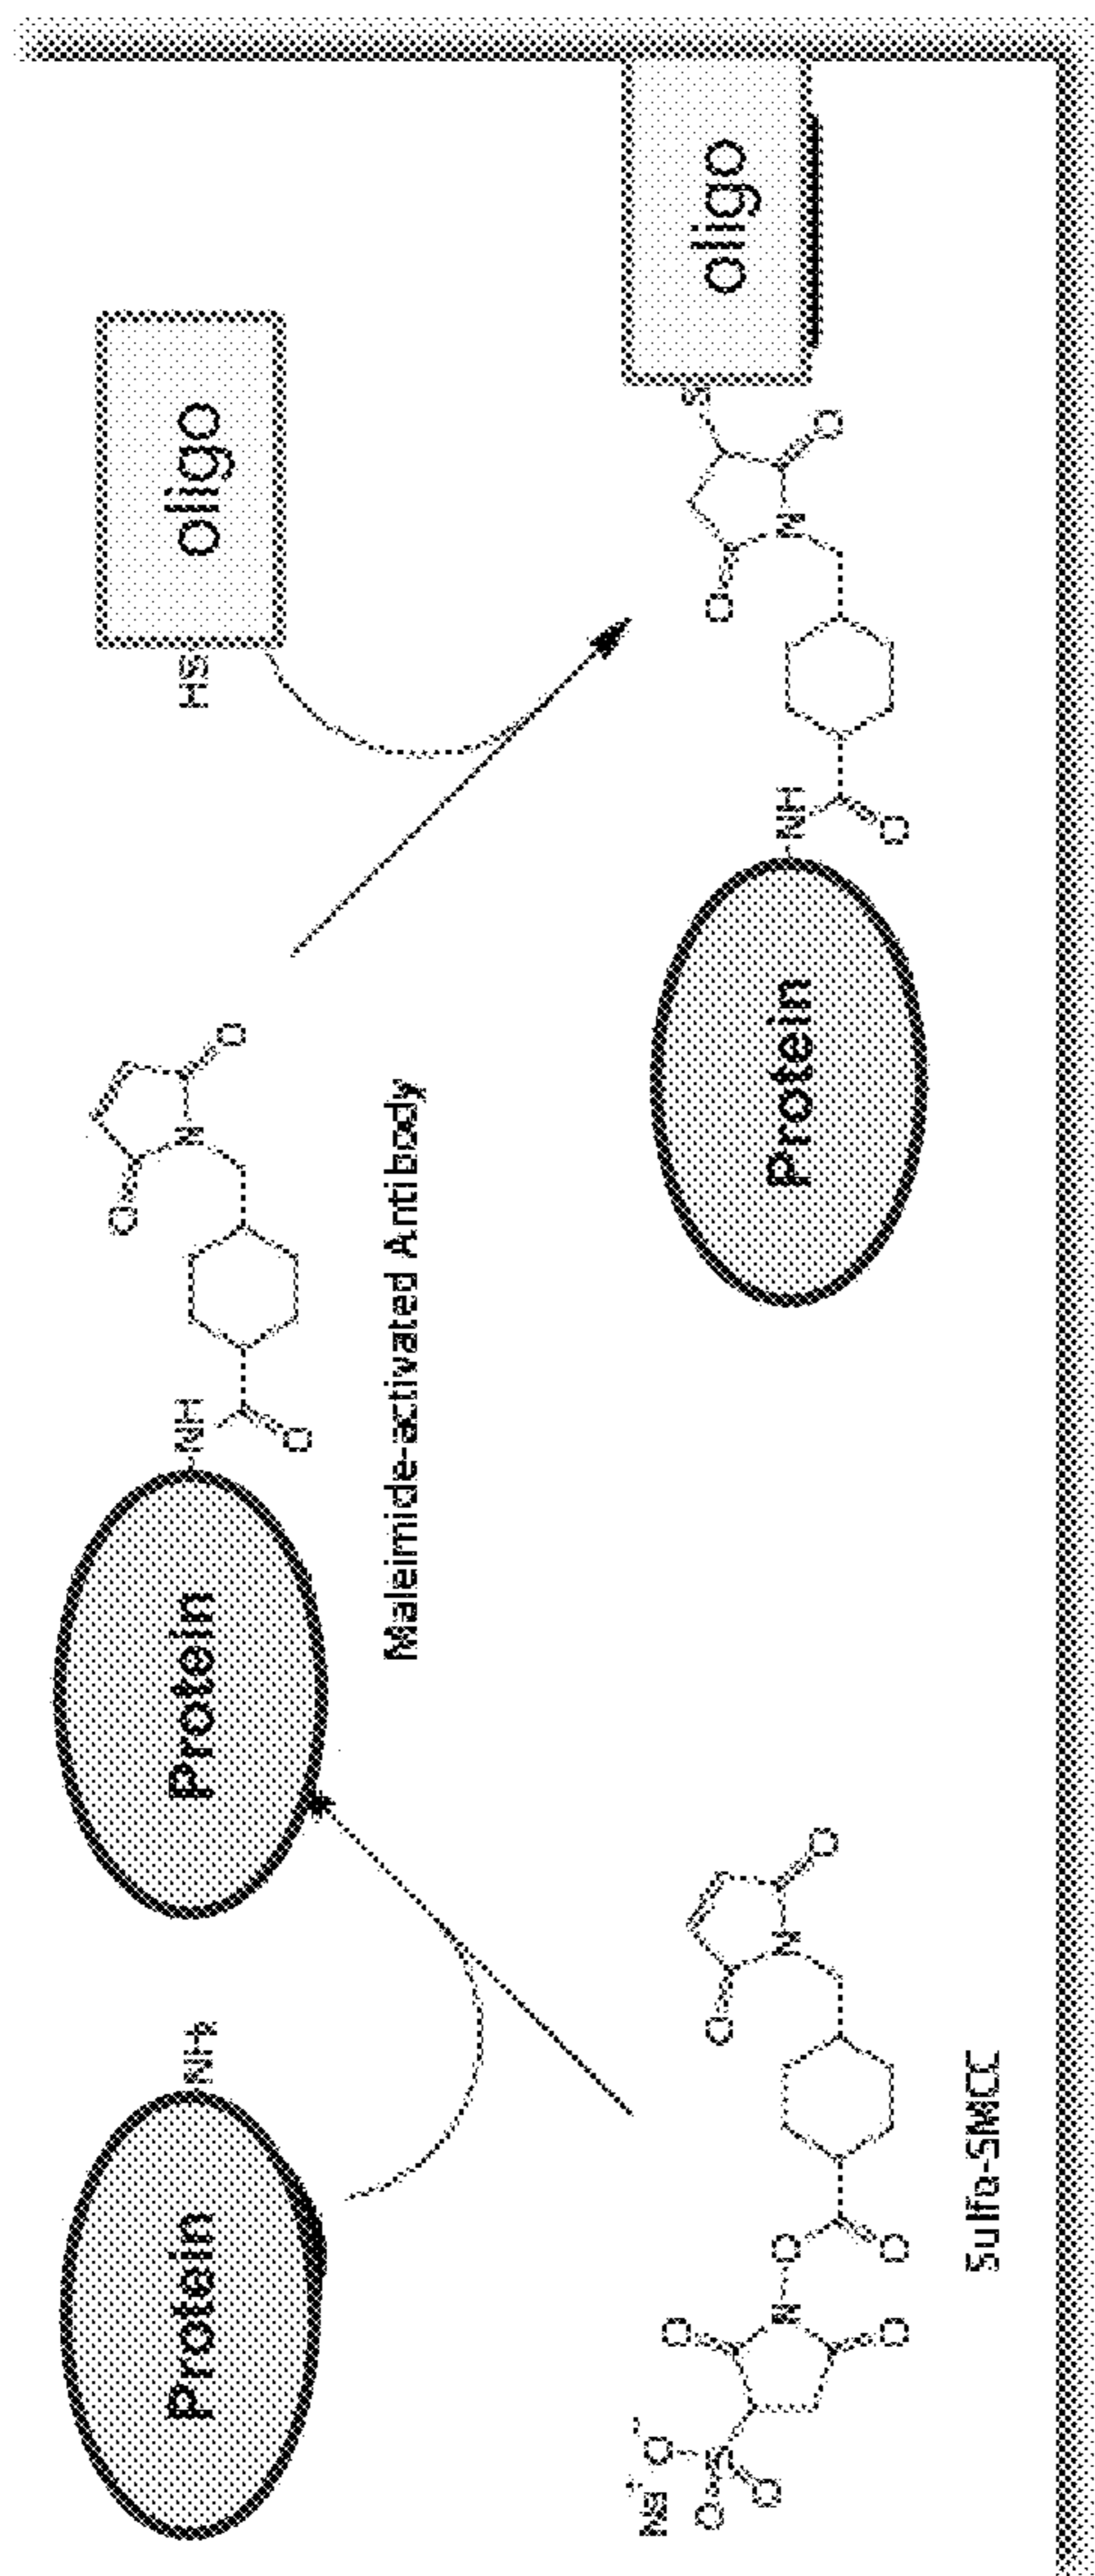 Protein
NH₂
Protein
NH
O
O
N
O
HS
oligo
Maleimide-activated Antibody
Na+
O-
S
O
O
O
N
O
O
O
O
N
O
Sulfo-SMCC
Protein
NH
O
O
N
O
S
oligo